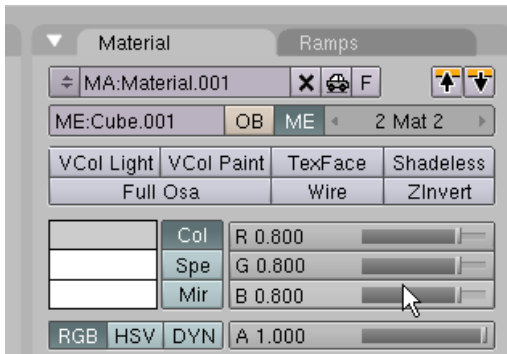 Material Ramps
MA:Material.001 F
ME:Cube.001 OB ME 2 Mat 2
VCol Light VCol Paint TexFace Shadeless
Full Osa Wire ZInvert
Col R 0.800
Spe G 0.800
Mir B 0.800
RGB HSV DYN A 1.000